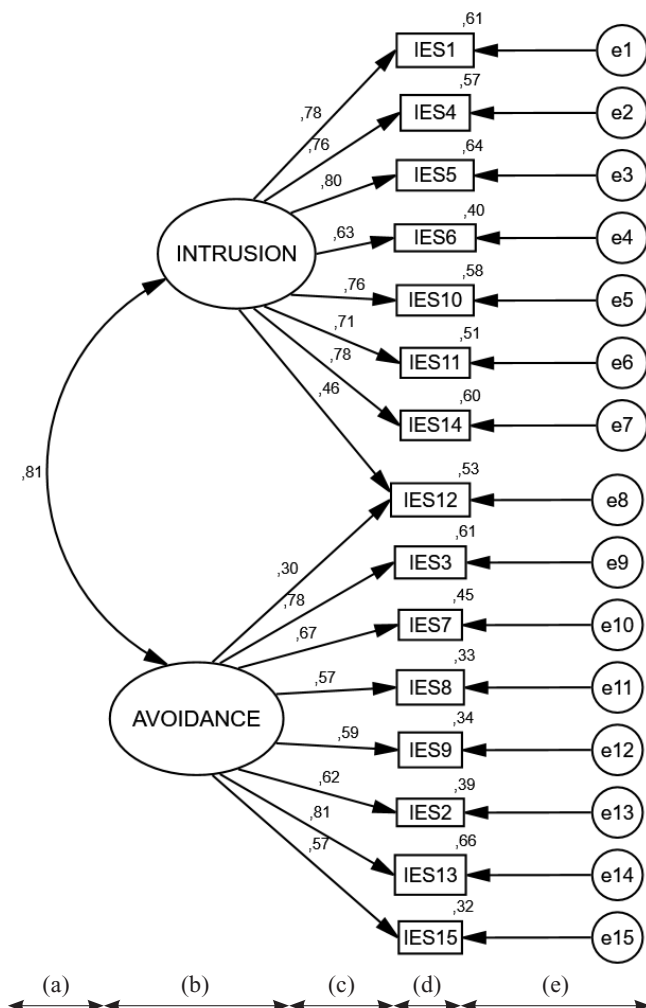 ,61
IES1
e1
,57
,78
IES4
e2
,76
,64
,80
IES5
e3
,40
,63
INTRUSION
IES6
e4
,58
,76
IES10
e5
,51
,71
IES11
e6
,78
,60
,46
IES14
e7
,81
,53
IES12
e8
,61
,30
IES3
e9
,78
,45
,67
IES7
e10
,33
,57
IES8
e11
AVOIDANCE
,34
,59
IES9
e12
,39
,62
IES2
e13
,81
,66
,57
IES13
e14
,32
IES15
e15
(a) (b) (c) (d) (e)